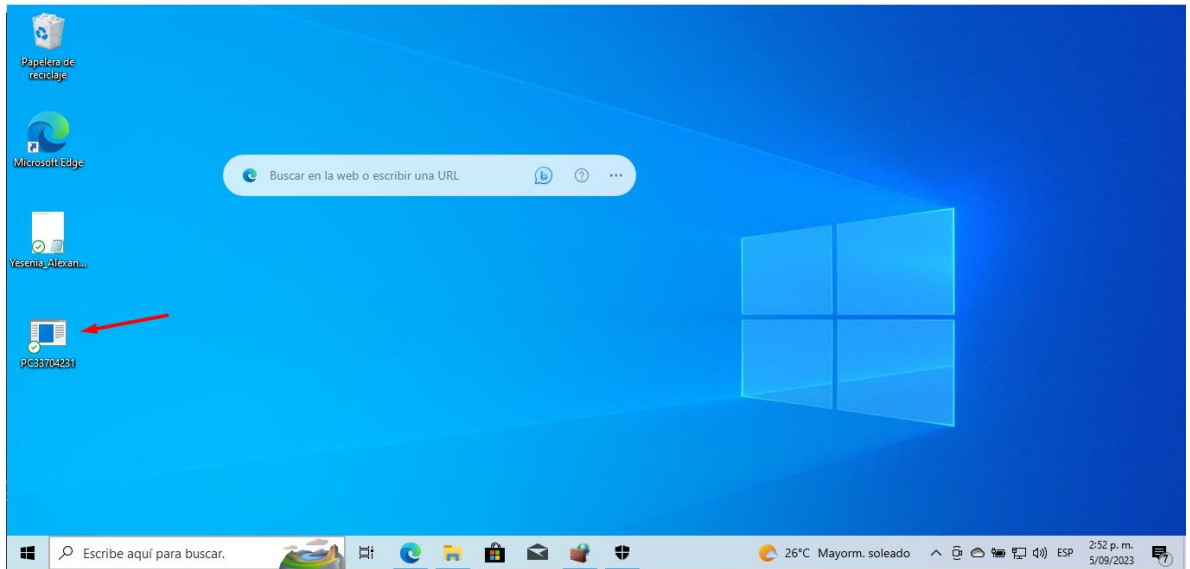 Papelera de
reciclaje
Microsoft Edge
Buscar en la web o escribir una URL
Yesenia_Alexan...
PC33704231
Escribe aquí para buscar.
26°C Mayorm. soleado
ESP
2:52 p. m.
5/09/2023
7